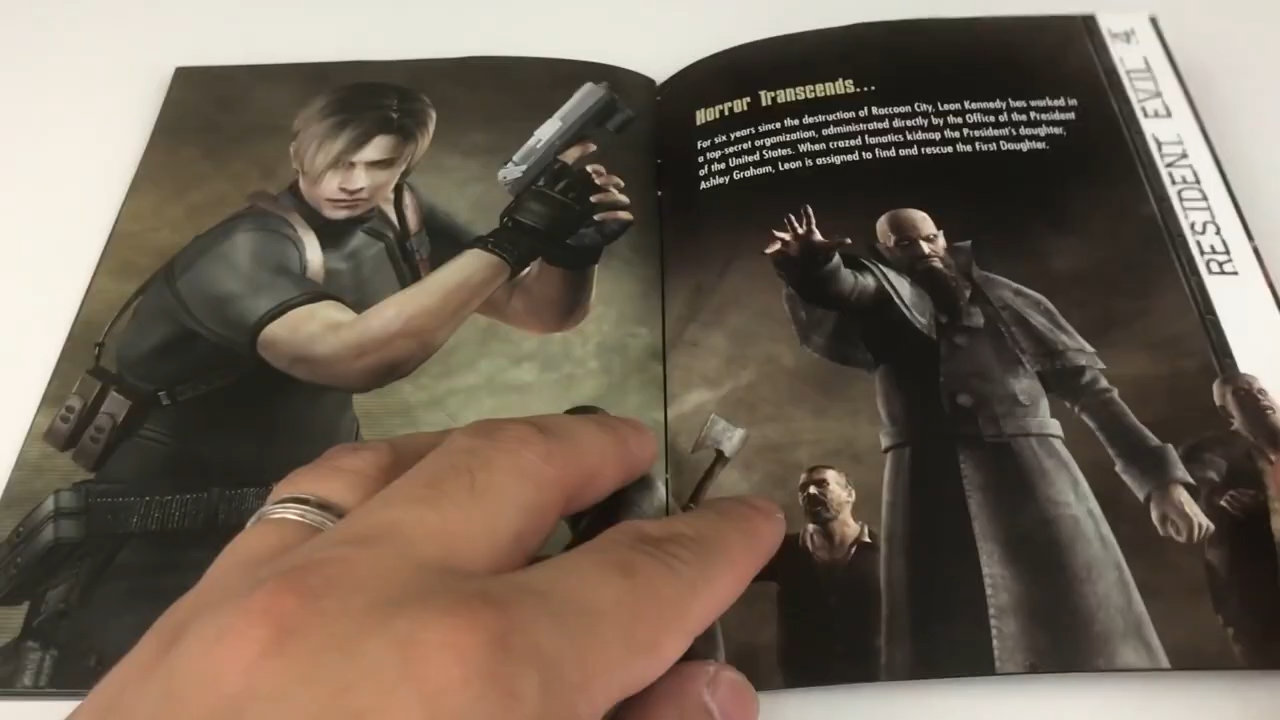 Horror Transcends...
For six years since the destruction of Raccoon City, Leon Kennedy has worked in
a top-secret organization, administrated directly by the Office of the President
of the United States. When crazed fanatics kidnap the President's daughter,
Ashley Graham, Leon is assigned to find and rescue the First Daughter.
RESIDENT EVIL 4